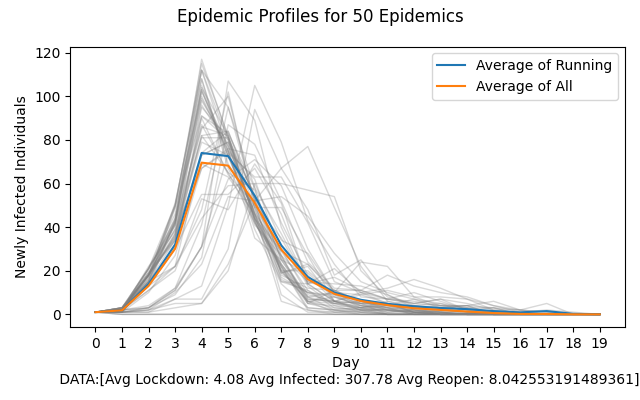 Epidemic Profiles for 50 Epidemics
Newly Infected Individuals
120
100
80
60
40
20
0
Average of Running
Average of All
0 1 2 3 4 5 6 7 8 9 10 11 12 13 14 15 16 17 18 19
Day
DATA:[Avg Lockdown: 4.08 Avg Infected: 307.78 Avg Reopen: 8.042553191489361]